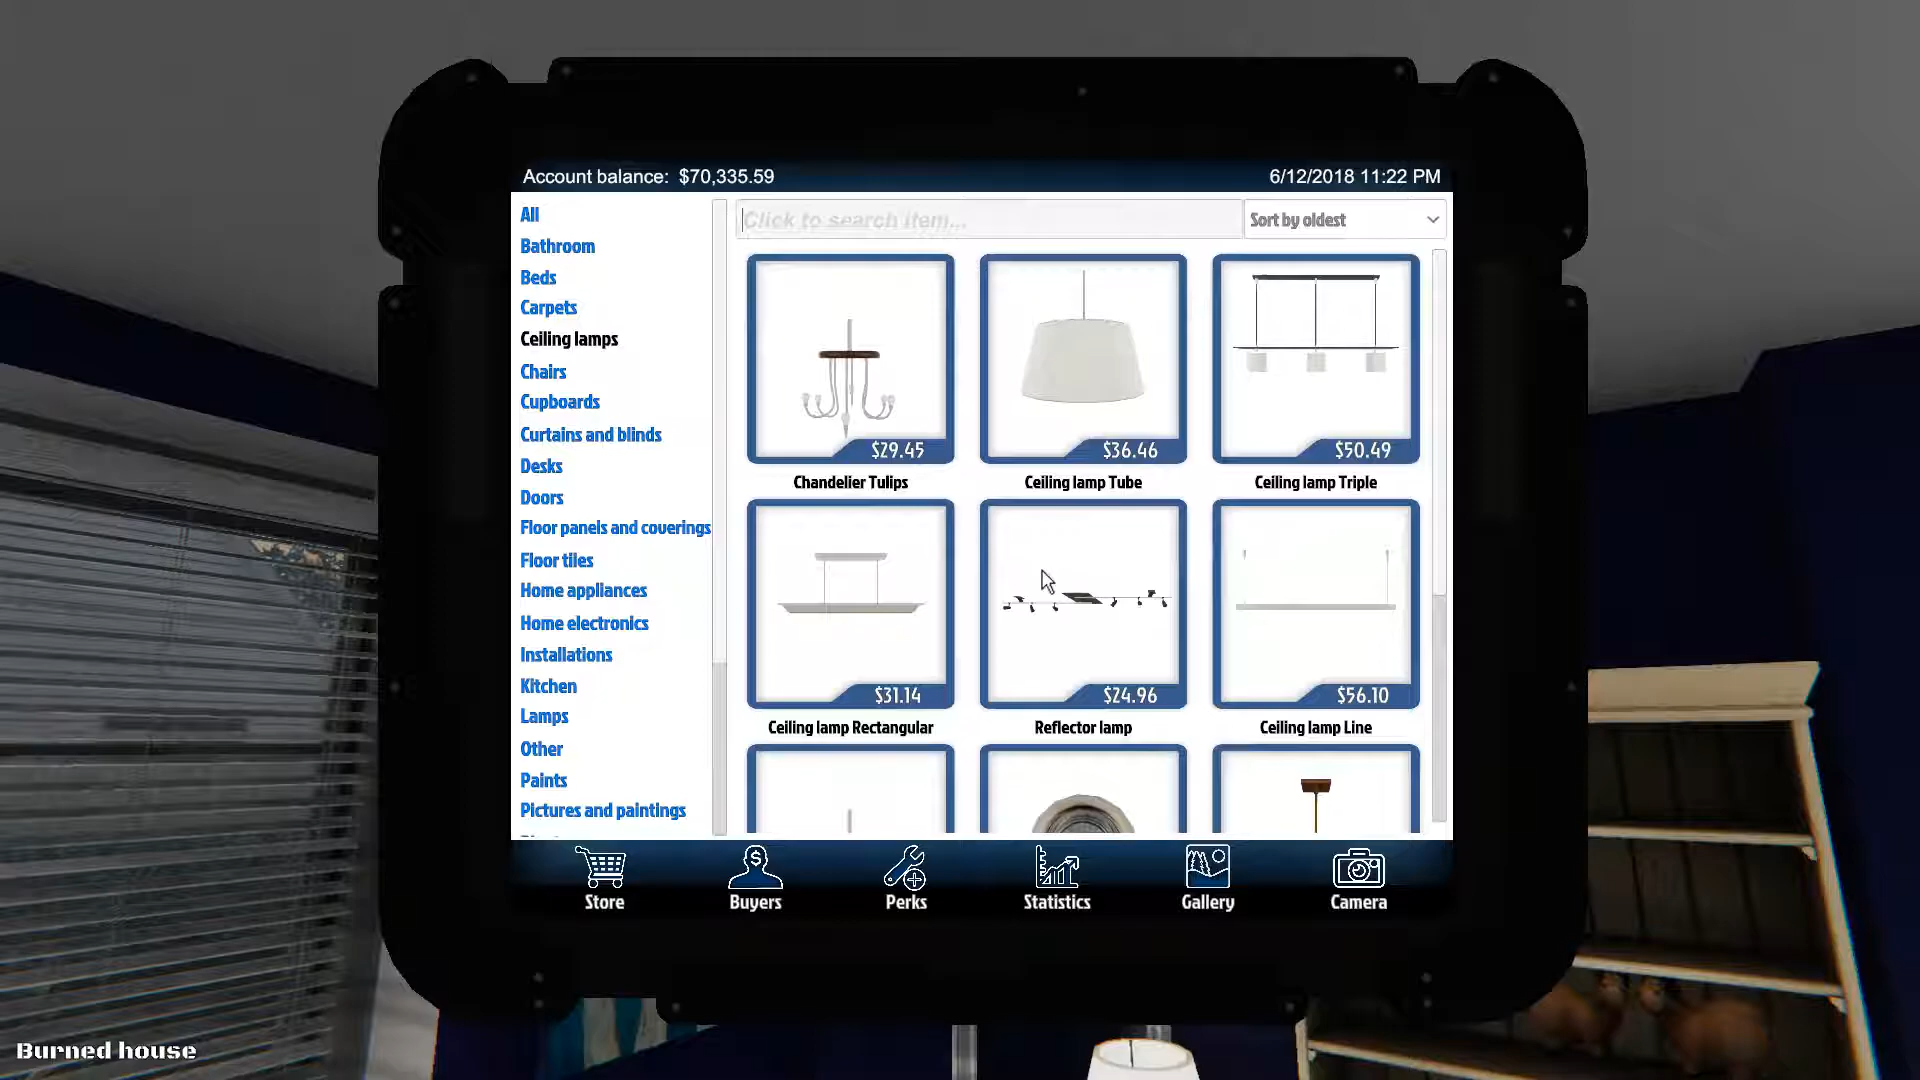 Account balance: $70,335.59
6/12/2018 11:22 PM
All
Bathroom
Beds
Carpets
Ceiling lamps
Chairs
Cupboards
Curtains and blinds
Desks
Doors
Floor panels and coverings
Floor tiles
Home appliances
Home electronics
Installations
Kitchen
Lamps
Other
Paints
Pictures and paintings
Click to search item...
Sort by oldest
$29.45
$36.46
$50.49
Chandelier Tulips
Ceiling lamp Tube
Ceiling lamp Triple
$31.14
$24.96
$56.10
Ceiling lamp Rectangular
Reflector lamp
Ceiling lamp Line
Store
Buyers
Perks
Statistics
Gallery
Camera
Burned house